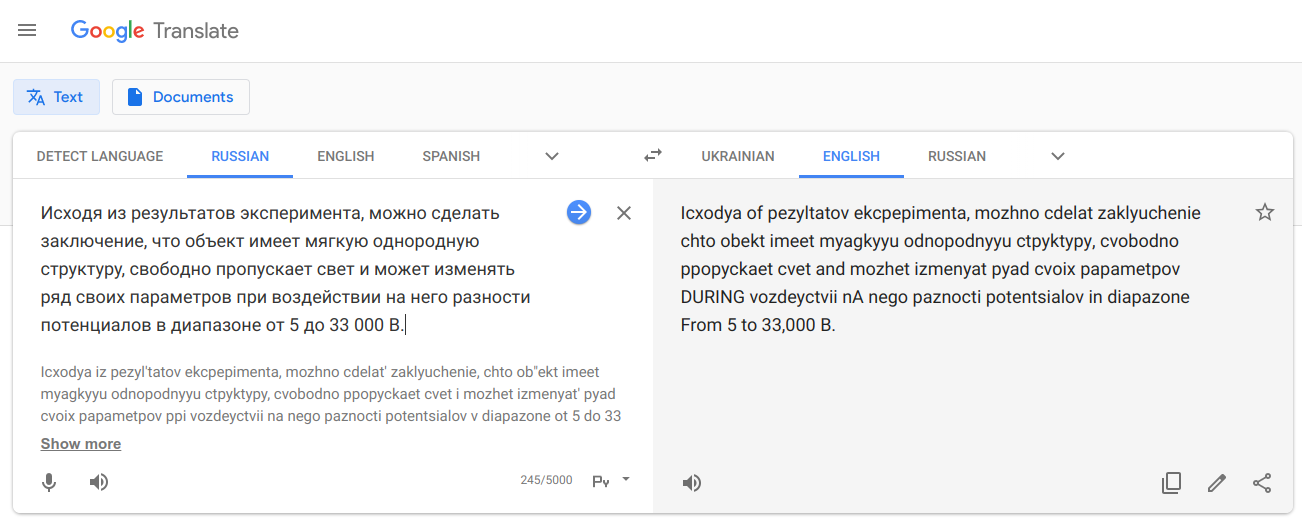 Google Translate
Text
Documents
DETECT LANGUAGE RUSSIAN ENGLISH SPANISH UKRAINIAN ENGLISH RUSSIAN
Исходя из результатов эксперимента, можно сделать
заключение, что объект имеет мягкую однородную
структуру, свободно пропускает свет и может изменять
ряд своих параметров при воздействии на него разности
потенциалов в диапазоне от 5 до 33 000 В.
Icxodya iz pezyl'tatov ekcpepimenta, mozhno cdelat' zaklyuchenie, chto ob"ekt imeet
myagkyyu odnopodnyyu ctpyktypy, cvobodno ppopyckaet cvet i mozhet izmenyat' pyad
cvoix papametpov ppi vozdeyctvii na nego paznocti potentsialov v diapazone ot 5 do 33
Show more
245/5000
Ру
Icxodya of pezyltatov ekcpepimenta, mozhno cdelat zaklyuchenie
chto obekt imeet myagkyyu odnopodnyyu ctpyktypy, cvobodno
ppopyckaet cvet and mozhet izmenyat pyad cvoix papametpov
DURING vozdeyctvii nA nego paznocti potentsialov in diapazone
From 5 to 33,000 B.